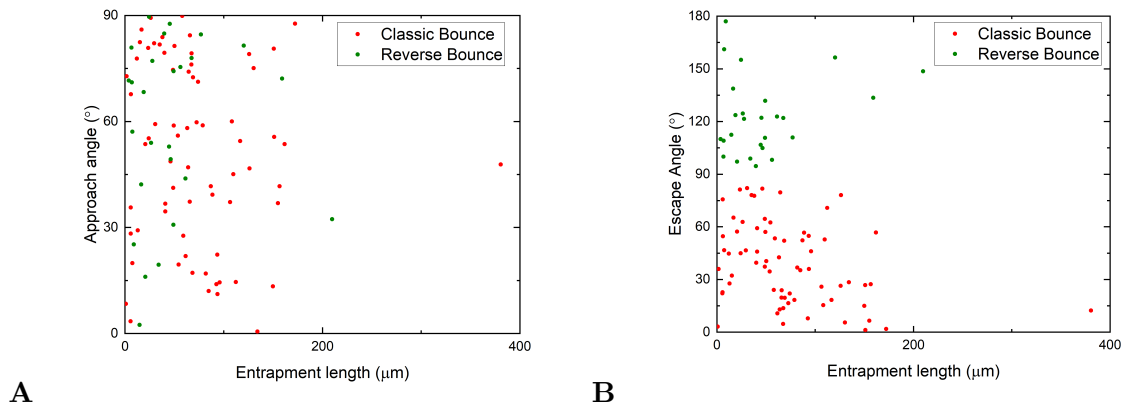 90
60
30
0
Approach angle (°)
0
200
400
Entrapment length (μm)
Classic Bounce
Reverse Bounce
A
180
150
120
90
60
30
0
Escape Angle (°)
0
200
400
Entrapment length (μm)
Classic Bounce
Reverse Bounce
B